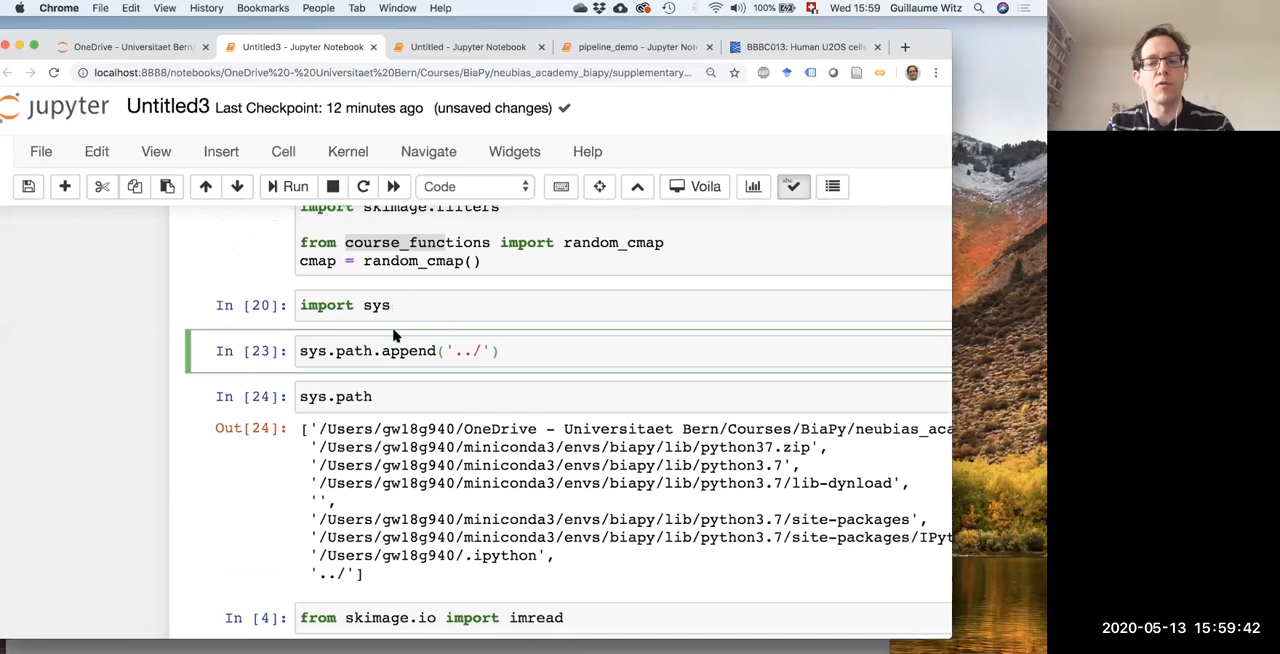 Chrome File Edit View History Bookmarks People Tab Window Help 100% Wed 15:59 Guillaume Witz
OneDrive - Universitaet Bern × Untitled3 - Jupyter Notebook × Untitled - Jupyter Notebook × pipeline_demo - Jupyter Not × BBBC013: Human U2OS cells × +
localhost:8888/notebooks/OneDrive%20-%20Universitaet%20Bern/Courses/BiaPy/neubias_academy_biapy/supplementary...
jupyter Untitled3 Last Checkpoint: 12 minutes ago (unsaved changes)
File Edit View Insert Cell Kernel Navigate Widgets Help
Run Code Voila abc
import skimage.filters
from course_functions import random_cmap
cmap = random_cmap()
In [20]: import sys
In [23]: sys.path.append('../')
In [24]: sys.path
Out[24]: ['/Users/gw18g940/OneDrive - Universitaet Bern/Courses/BiaPy/neubias_aca
'/Users/gw18g940/miniconda3/envs/biapy/lib/python37.zip',
'/Users/gw18g940/miniconda3/envs/biapy/lib/python3.7',
'/Users/gw18g940/miniconda3/envs/biapy/lib/python3.7/lib-dynload',
'',
'/Users/gw18g940/miniconda3/envs/biapy/lib/python3.7/site-packages',
'/Users/gw18g940/miniconda3/envs/biapy/lib/python3.7/site-packages/IPyt
'/Users/gw18g940/.ipython',
'../']
In [4]: from skimage.io import imread
2020-05-13 15:59:42